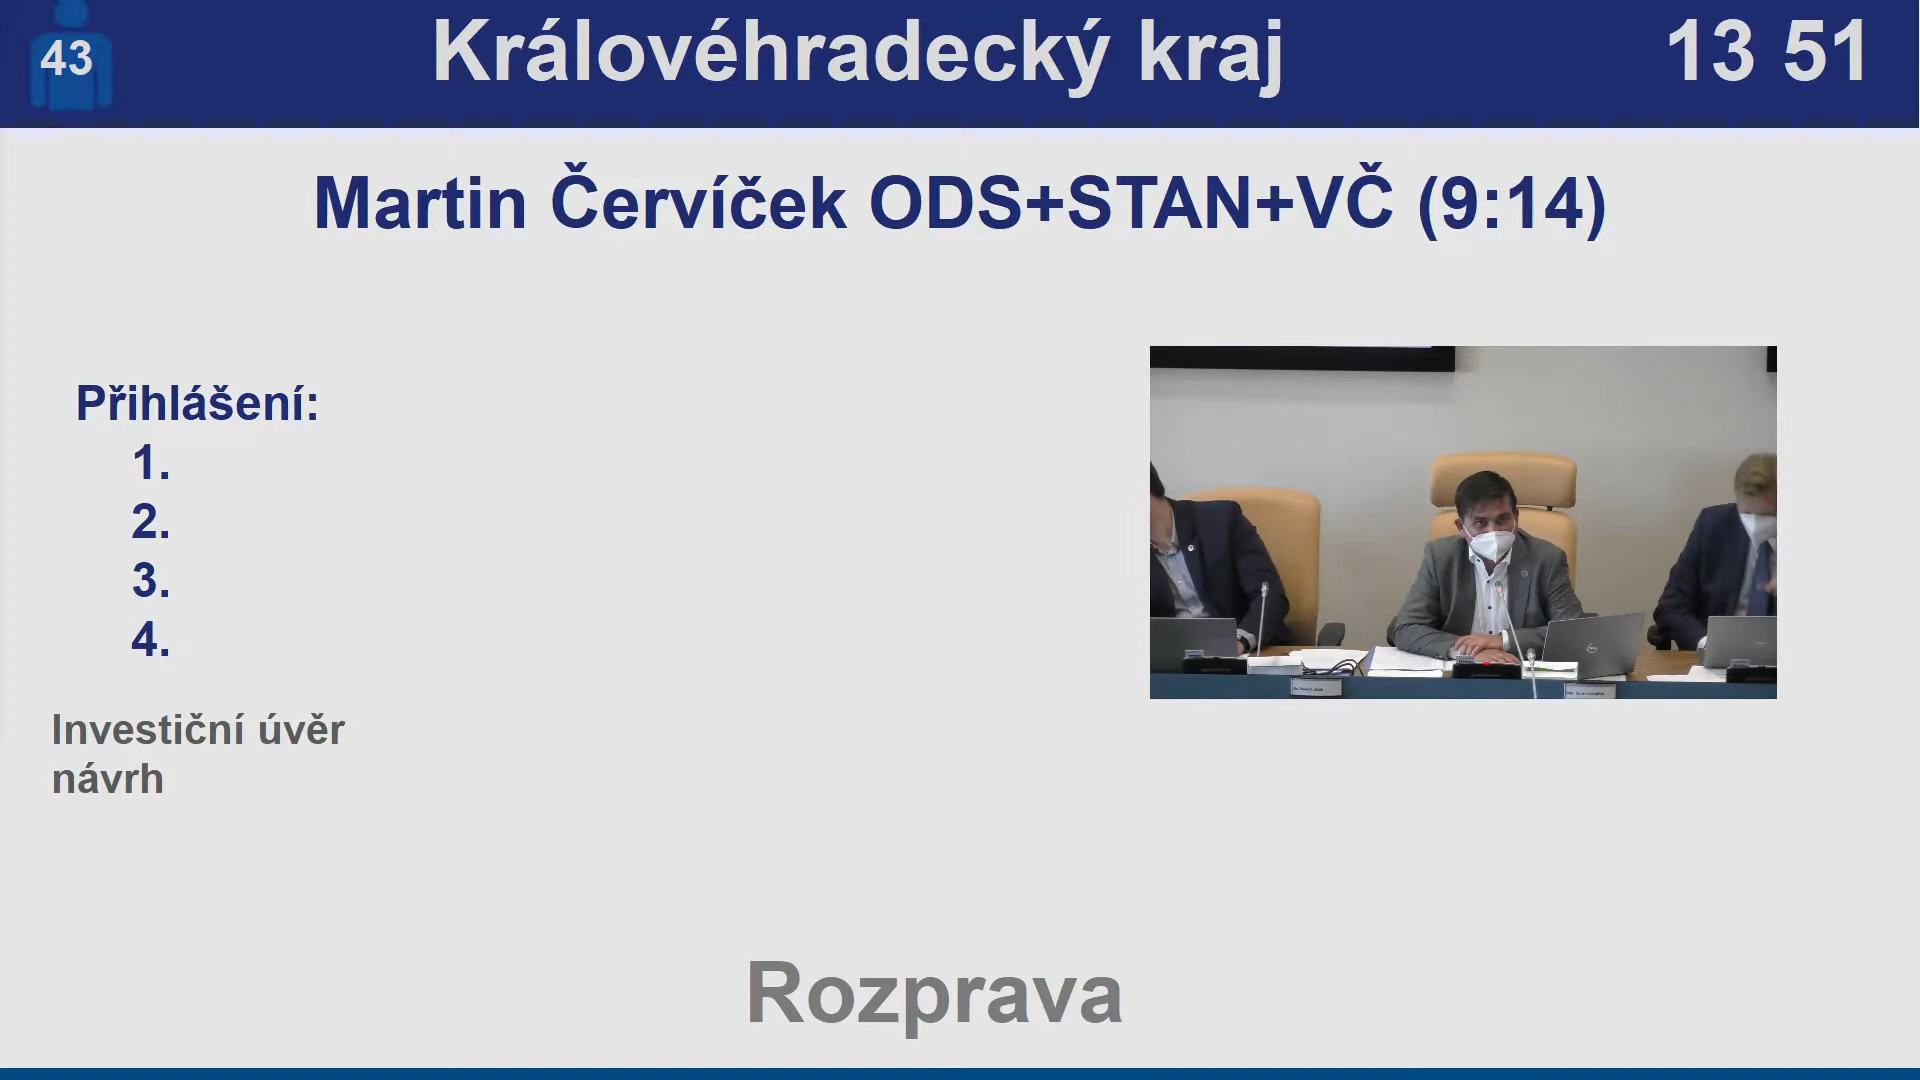 43
Královéhradecký kraj
13 51
Martin Červíček ODS+STAN+VČ (9:14)
Přihlášení:
1.
2.
3.
4.
Investiční úvěr
návrh
Rozprava